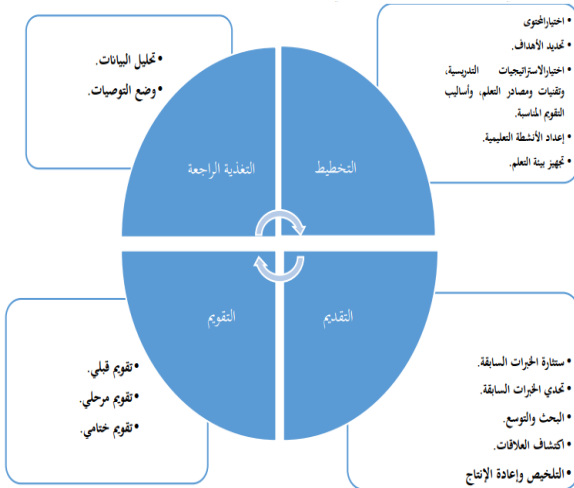 • اختيارالمحتوى
• تحديد الأهداف.
• اختيارالاستراتيجيات التدريسية،
وتقنيات ومصادر التعلم، وأساليب
التقويم المناسبة.
• إعداد الأنشطة التعليمية.
• تجهيز بيئة التعلم.
• تحليل البيانات.
• وضع التوصيات.
التخطيط
التغذية الراجعة
التقديم
التقويم
• ستثارة الخبرات السابقة.
• تحدي الخبرات السابقة.
• البحث والتوسع.
• اكتشاف العلاقات.
• التلخيص وإعادة الإنتاج
• تقويم قبلي.
• تقويم مرحلي.
• تقويم ختامي.